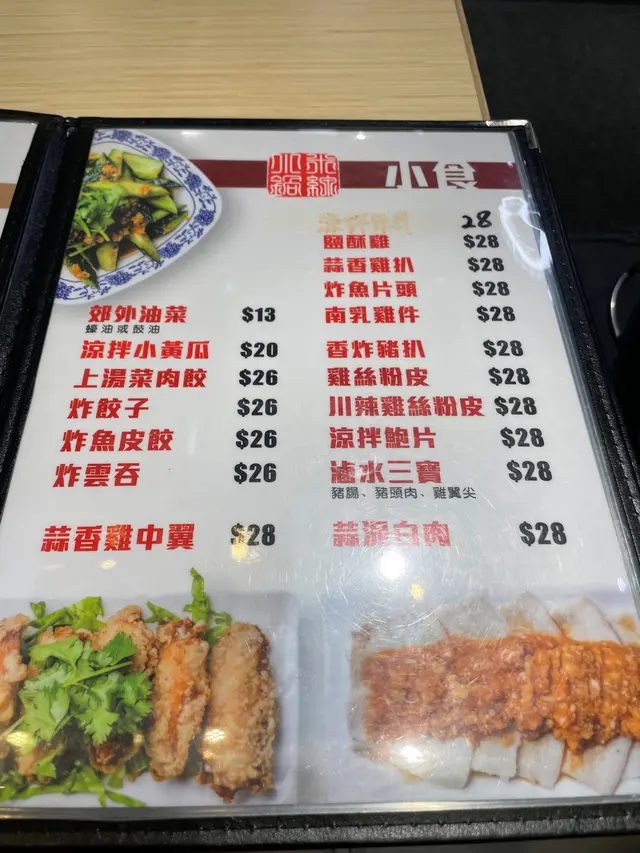 小食
28
鹽酥雞 $28
蒜香雞扒 $28
炸魚片頭 $28
南乳雞件 $28
香炸豬扒 $28
雞絲粉皮 $28
川辣雞絲粉皮 $28
涼拌鮑片 $28
滷水三寶 $28
豬腸、豬頭肉、雞翼尖
蒜泥白肉 $28
郊外油菜 $13
蠔油或豉油
涼拌小黃瓜 $20
上湯菜肉餃 $26
炸餃子 $26
炸魚皮餃 $26
炸雲吞 $26
蒜香雞中翼 $28